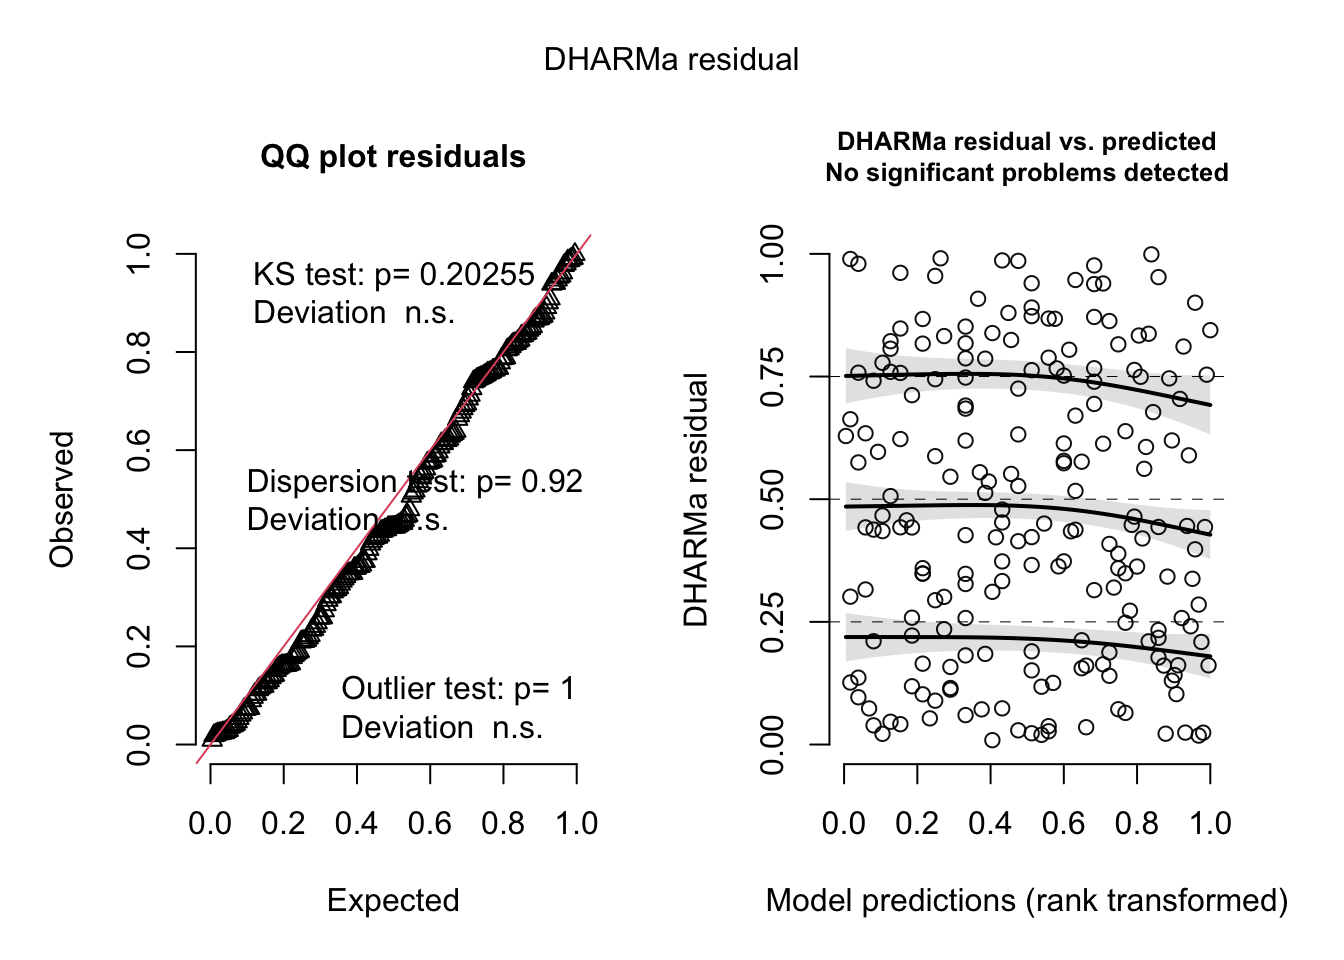 DHARMa residual
QQ plot residuals
KS test: p= 0.20255
Deviation  n.s.
Dispersion test: p= 0.92
Deviation  n.s.
Outlier test: p= 1
Deviation  n.s.
Observed
0.0 0.2 0.4 0.6 0.8 1.0
0.0 0.2 0.4 0.6 0.8 1.0
Expected
DHARMa residual vs. predicted
No significant problems detected
DHARMa residual
0.00 0.25 0.50 0.75 1.00
0.0 0.2 0.4 0.6 0.8 1.0
Model predictions (rank transformed)